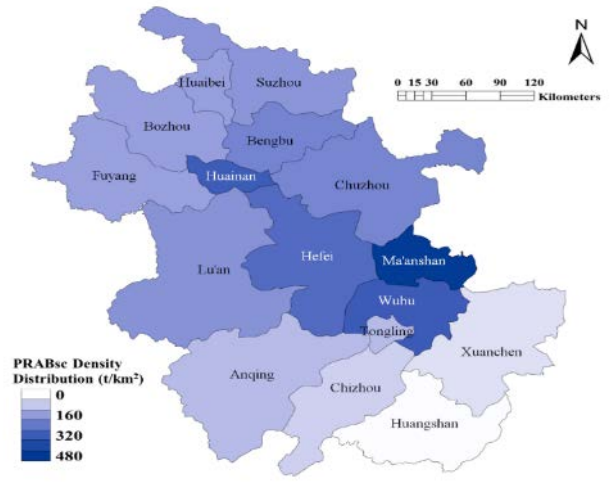 N
0 15 30 60 90 120
Kilometers
Huaibei
Suzhou
Bozhou
Bengbu
Fuyang
Huainan
Chuzhou
Hefei
Ma'anshan
Lu'an
Wuhu
Tongling
Xuanchen
Anqing
Chizhou
Huangshan
PRABsc Density
Distribution (t/km²)
0
160
320
480